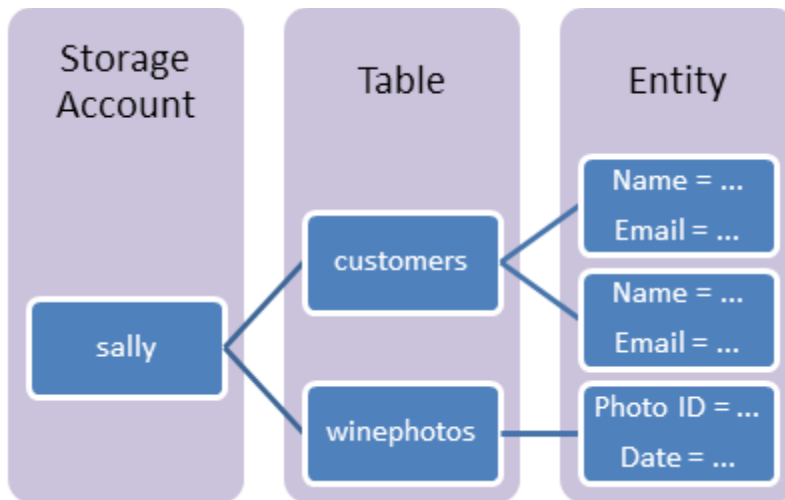 Storage
Account
Table
Entity
sally
customers
winephotos
Name = ...
Email = ...
Name = ...
Email = ...
Photo ID = ...
Date = ...